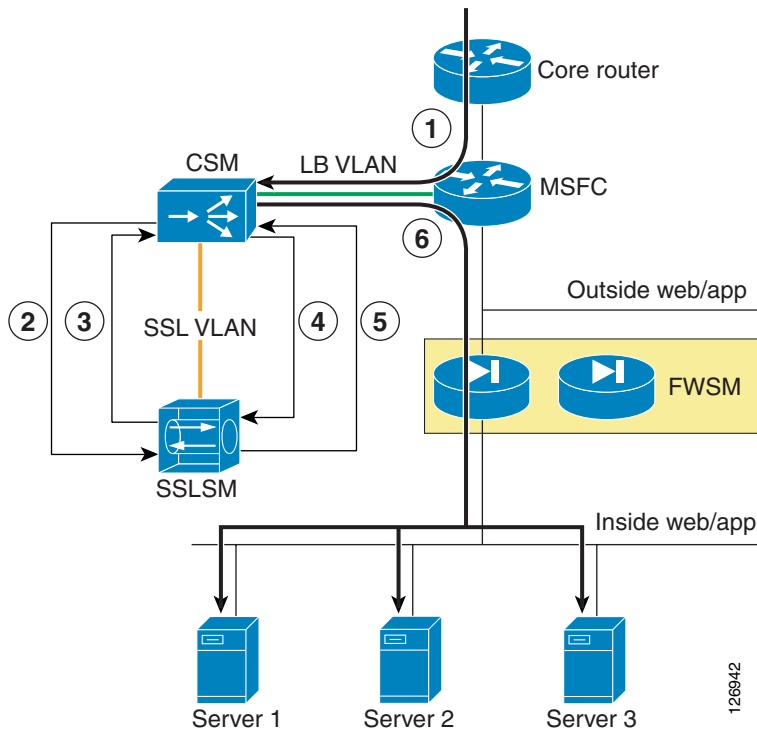 Core router
1
CSM
LB VLAN
MSFC
6
Outside web/app
2
3
SSL VLAN
4
5
FWSM
SSLSM
Inside web/app
Server 1
Server 2
Server 3
126942